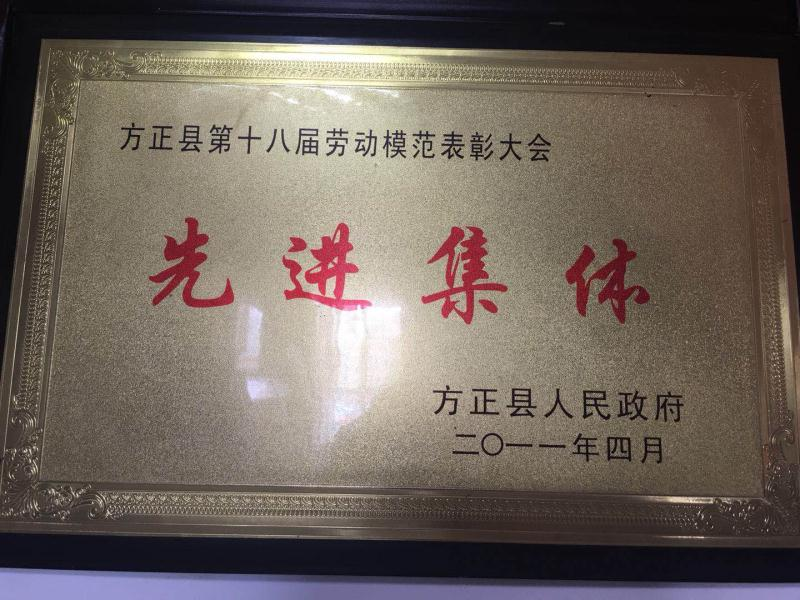 方正县第十八届劳动模范表彰大会
先进集体
方正县人民政府
二〇一一年四月